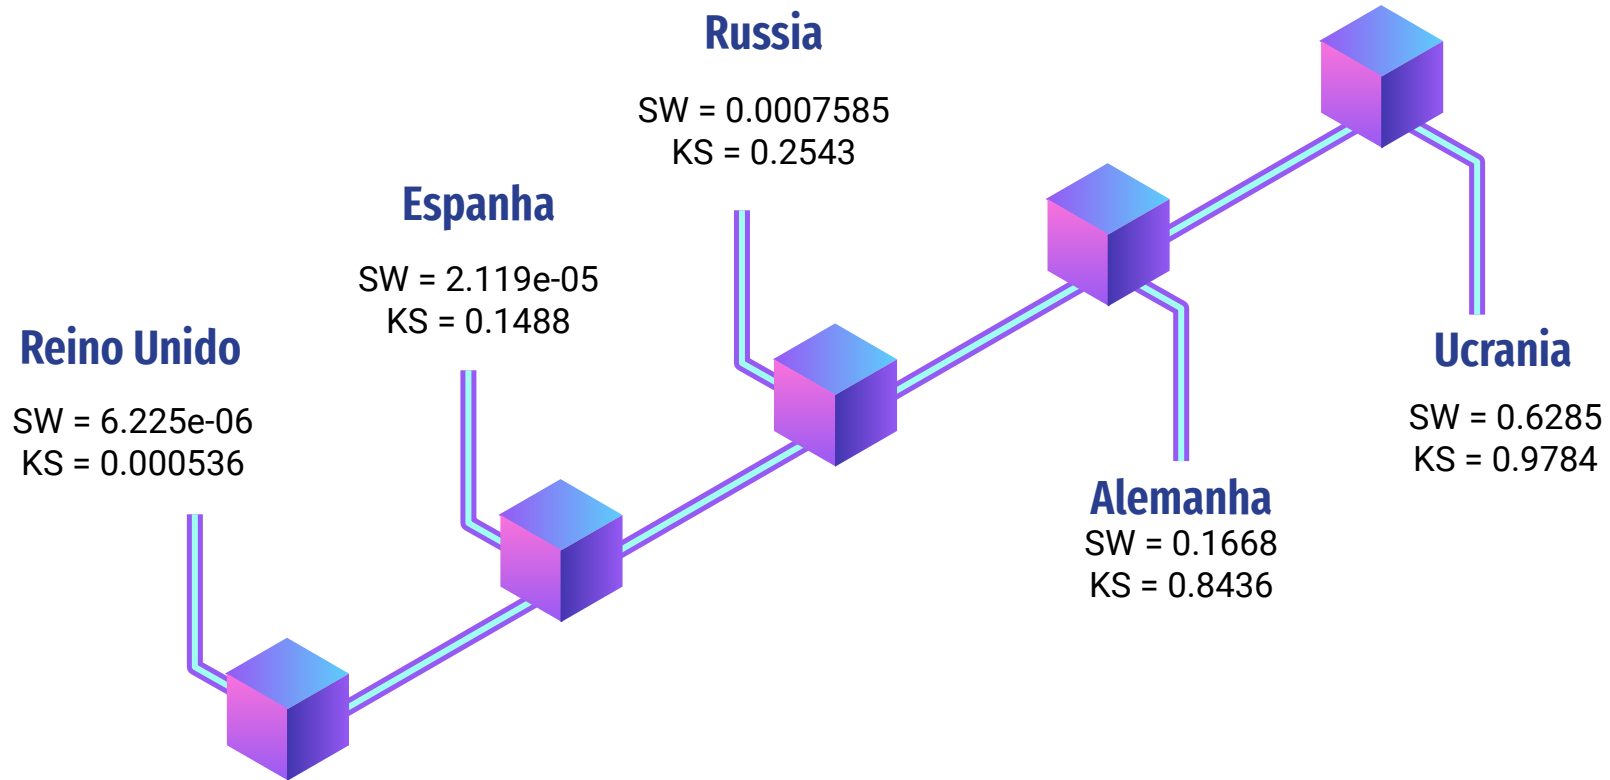 Reino Unido
SW = 6.225e-06
KS = 0.000536
Espanha
SW = 2.119e-05
KS = 0.1488
Russia
SW = 0.0007585
KS = 0.2543
Alemanha
SW = 0.1668
KS = 0.8436
Ucrania
SW = 0.6285
KS = 0.9784